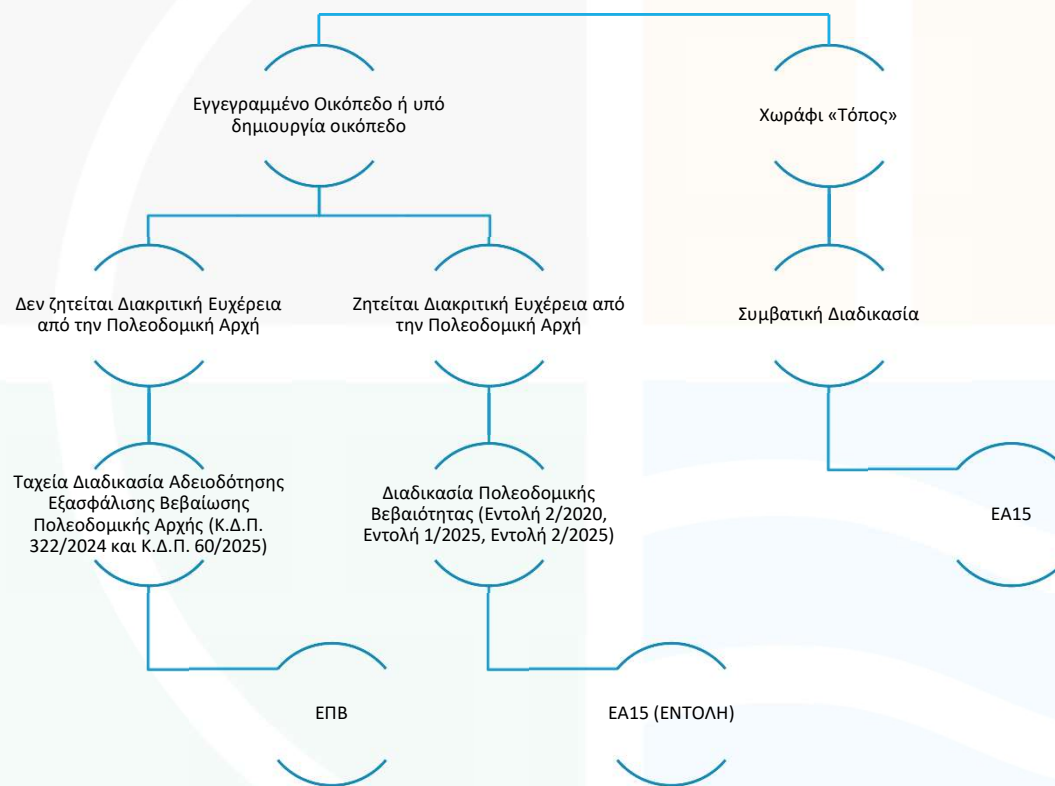 Εγγεγραμμένο Οικόπεδο ή υπό
δημιουργία οικόπεδο
Χωράφι «Τόπος»
Δεν ζητείται Διακριτική Ευχέρεια
από την Πολεοδομική Αρχή
Ζητείται Διακριτική Ευχέρεια από
την Πολεοδομική Αρχή
Συμβατική Διαδικασία
Ταχεία Διαδικασία Αδειοδότησης
Εξασφάλισης Βεβαίωσης
Πολεοδομικής Αρχής (Κ.Δ.Π.
322/2024 και Κ.Δ.Π. 60/2025)
Διαδικασία Πολεοδομικής
Βεβαιότητας (Εντολή 2/2020,
Εντολή 1/2025, Εντολή 2/2025)
ΕΑ15
ΕΠΒ
ΕΑ15 (ΕΝΤΟΛΗ)